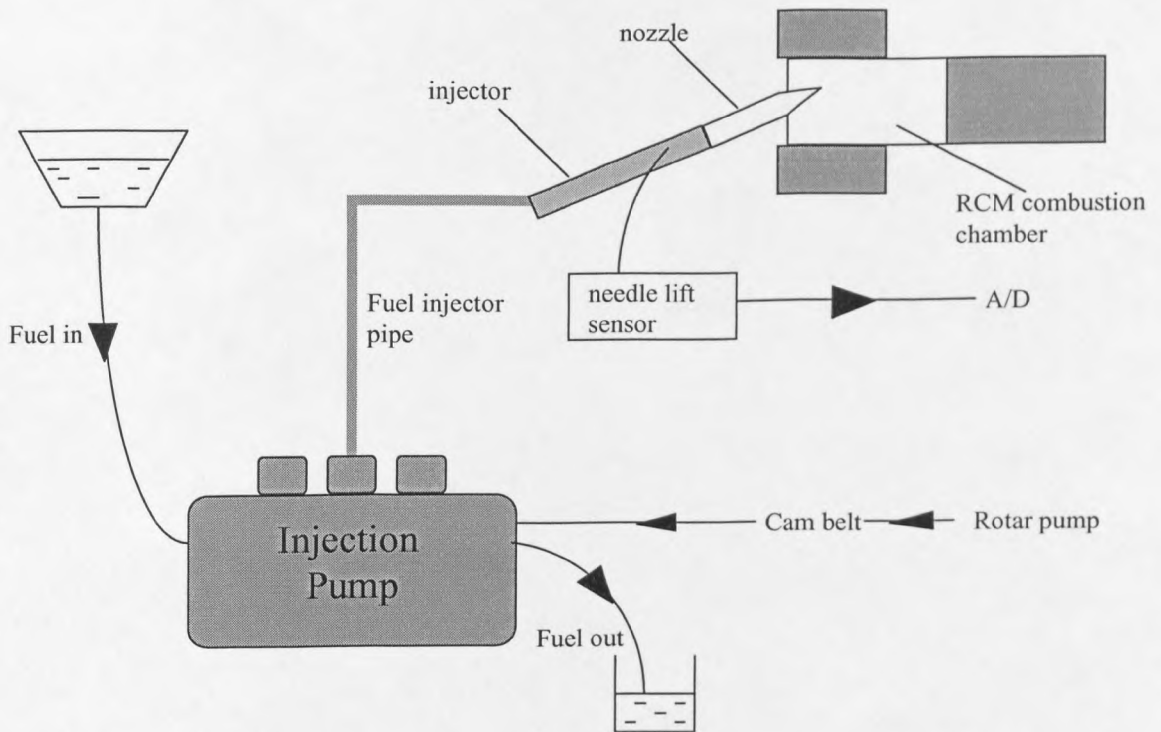 nozzle
injector
RCM combustion
chamber
needle lift
sensor
A/D
Fuel injector
pipe
Fuel in
Injection
Pump
Cam belt
Rotar pump
Fuel out